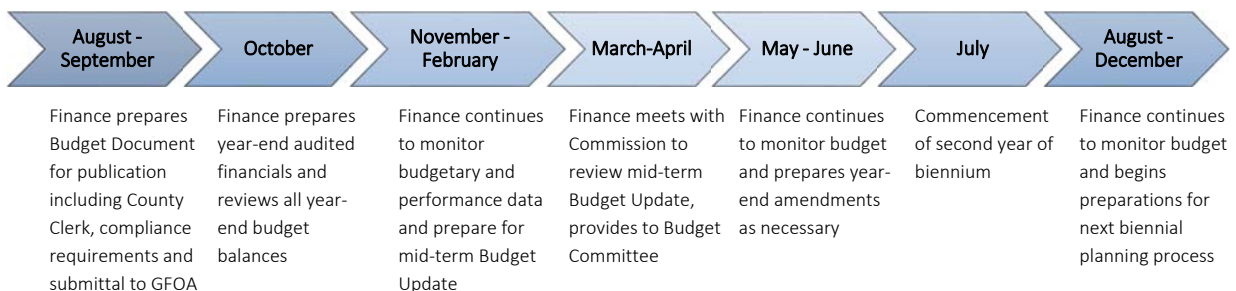 August -
September
October
November -
February
March-April
May - June
July
August -
December
Finance prepares
Budget Document
for publication
including County
Clerk, compliance
requirements and
submittal to GFOA
Finance prepares
year-end audited
financials and
reviews all year-
end budget
balances
Finance continues
to monitor
budgetary and
performance data
and prepare for
mid-term Budget
Update
Finance meets with
Commission to
review mid-term
Budget Update,
provides to Budget
Committee
Finance continues
to monitor budget
and prepares year-
end amendments
as necessary
Commencement
of second year of
biennium
Finance continues
to monitor budget
and begins
preparations for
next biennial
planning process